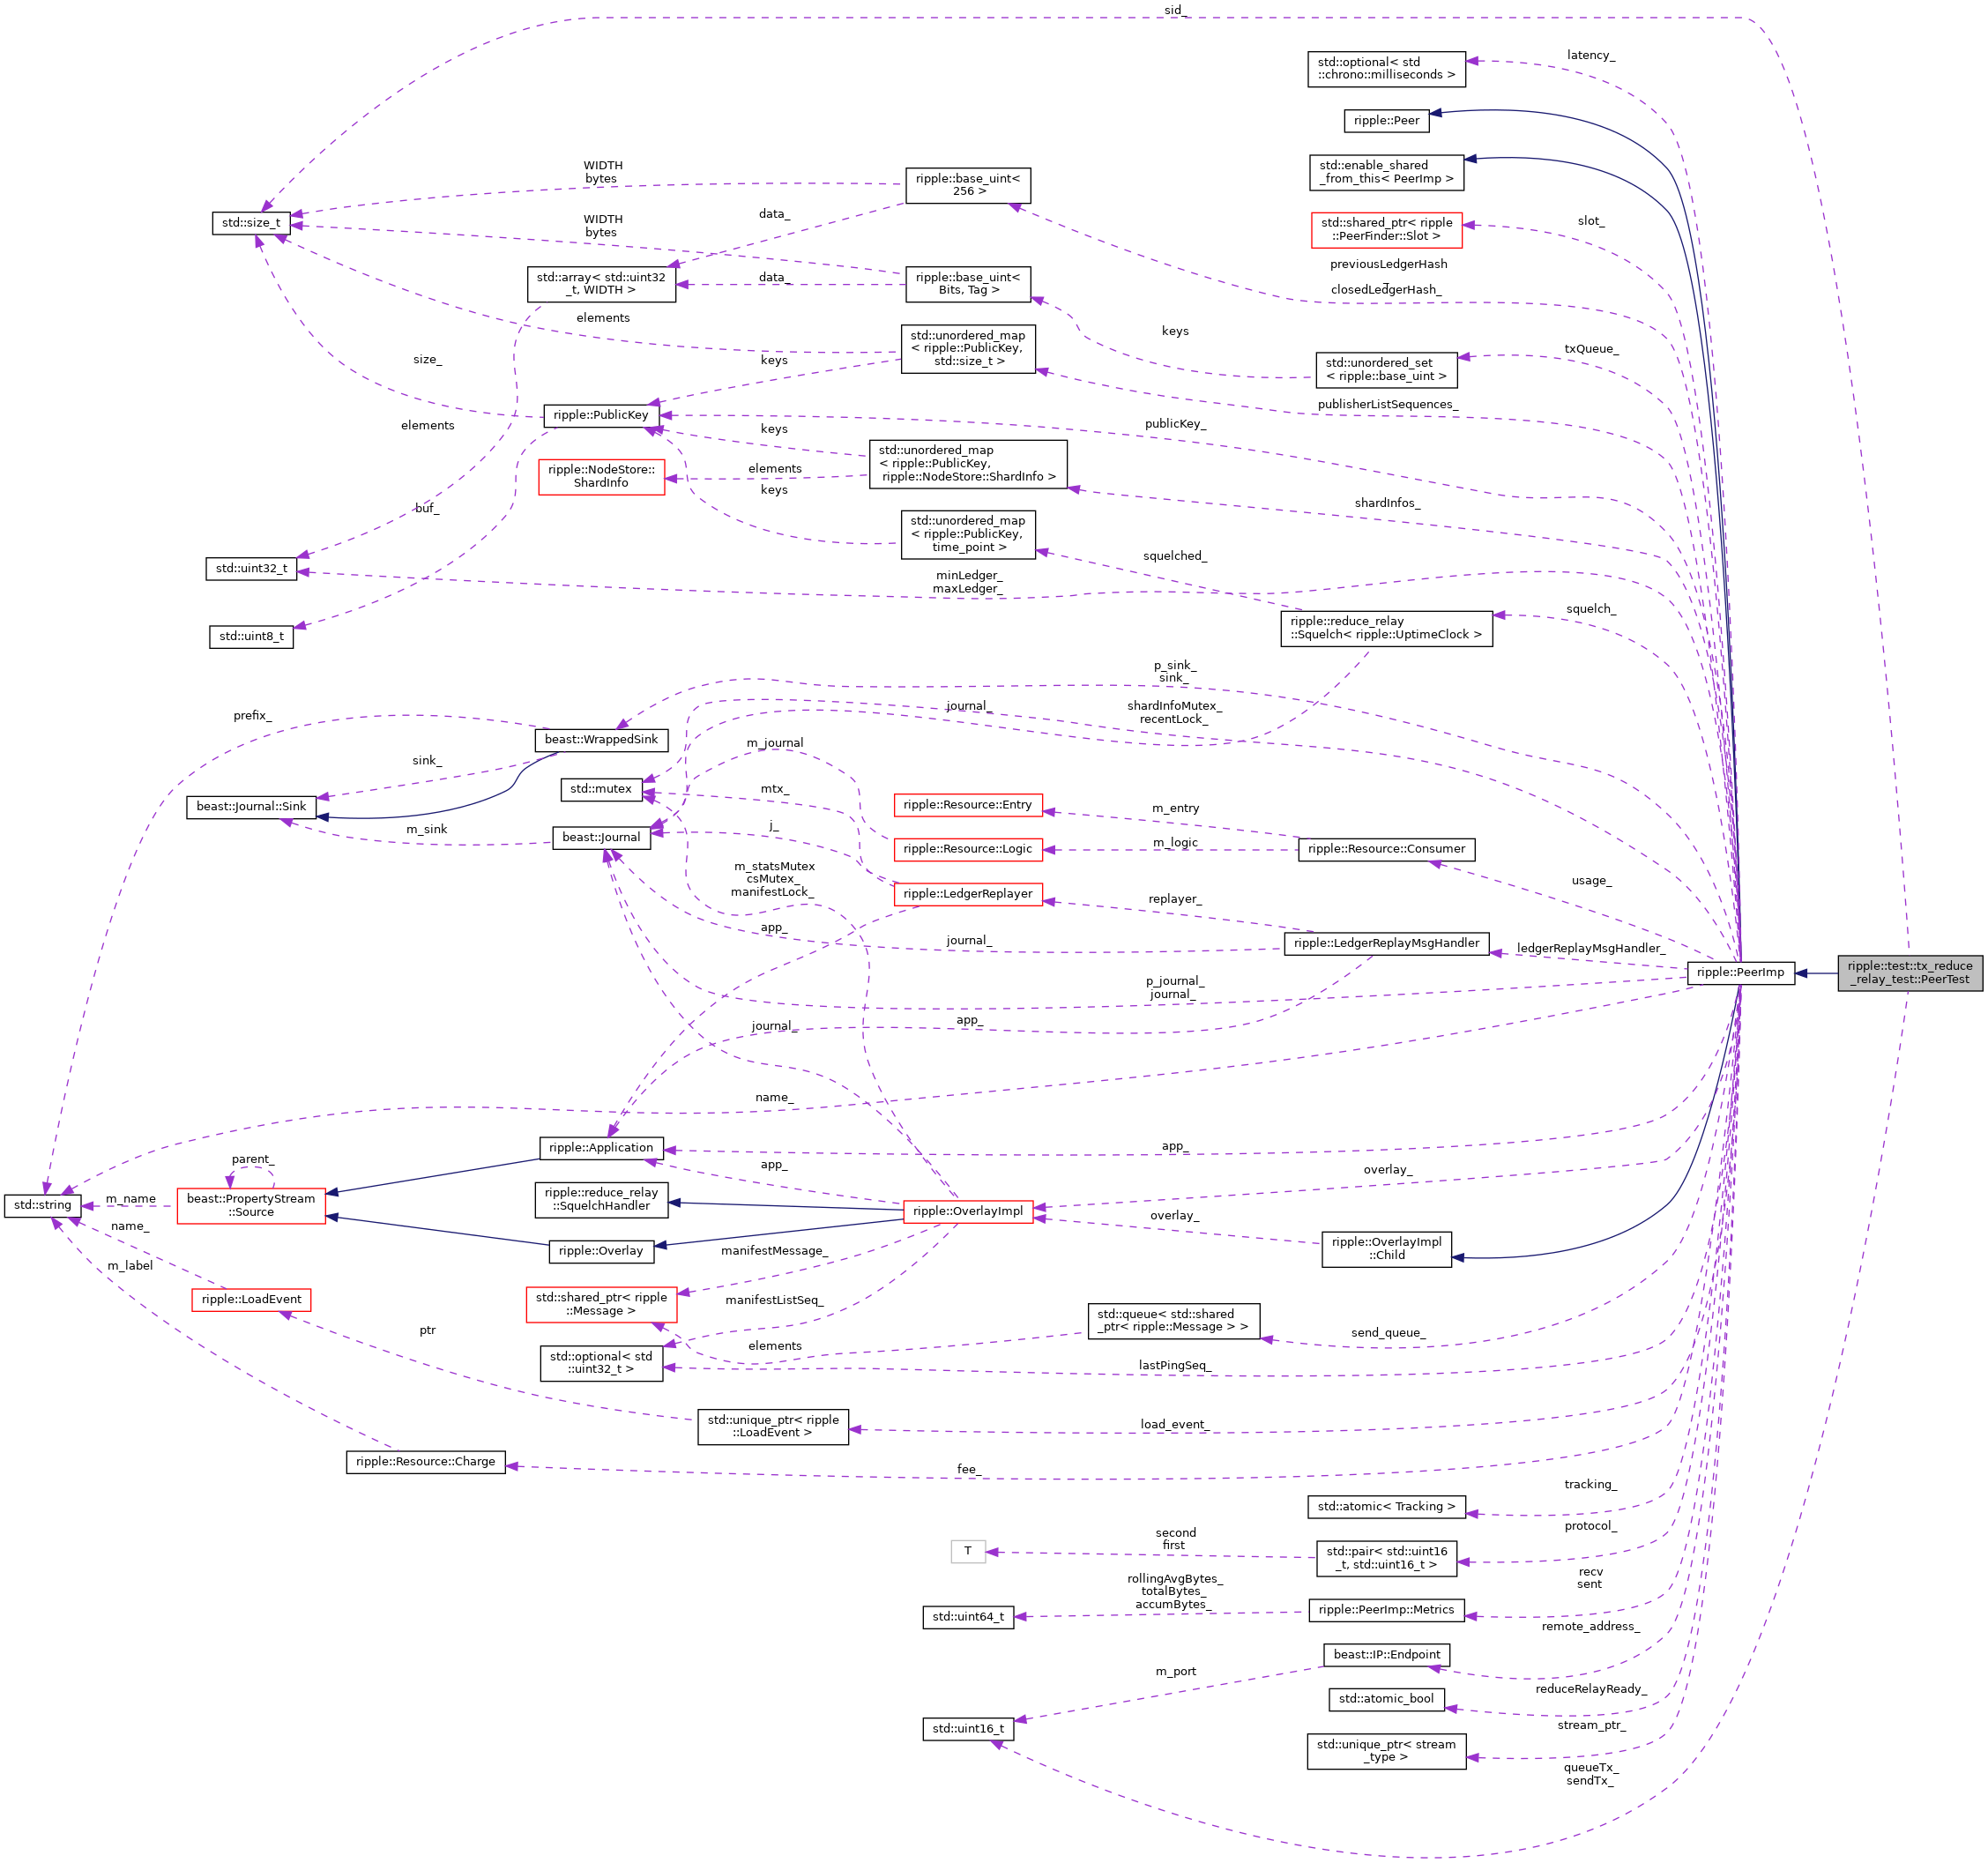 sid_
latency_
std::optional< std
::chrono::milliseconds >
ripple::Peer
std::enable_shared
_from_this< PeerImp >
WIDTH
bytes
ripple::base_uint<
256 >
std::size_t
WIDTH
bytes
data_
std::shared_ptr< ripple
::PeerFinder::Slot >
slot_
std::array< std::uint32
_t, WIDTH >
data_
ripple::base_uint<
Bits, Tag >
previousLedgerHash
_
closedLedgerHash_
elements
std::unordered_map
< ripple::PublicKey,
std::size_t >
keys
std::unordered_set
< ripple::base_uint >
txQueue_
size_
keys
publisherListSequences_
ripple::PublicKey
elements
keys
publicKey_
std::unordered_map
< ripple::PublicKey,
ripple::NodeStore::ShardInfo >
ripple::NodeStore::
ShardInfo
elements
keys
shardInfos_
buf_
std::unordered_map
< ripple::PublicKey,
time_point >
squelched_
std::uint32_t
minLedger_
maxLedger_
std::uint8_t
ripple::reduce_relay
::Squelch< ripple::UptimeClock >
squelch_
p_sink_
sink_
prefix_
journal_
shardInfoMutex_
recentLock_
beast::WrappedSink
m_journal
sink_
std::mutex
mtx_
beast::Journal::Sink
ripple::Resource::Entry
m_entry
m_sink
beast::Journal
j_
ripple::Resource::Logic
m_logic
ripple::Resource::Consumer
usage_
m_statsMutex
csMutex_
manifestLock_
ripple::LedgerReplayer
replayer_
app_
journal_
ripple::LedgerReplayMsgHandler
ledgerReplayMsgHandler_
ripple::PeerImp
ripple::test::tx_reduce
_relay_test::PeerTest
p_journal_
journal_
journal_
app_
name_
ripple::Application
app_
parent_
app_
overlay_
std::string
m_name
beast::PropertyStream
::Source
ripple::reduce_relay
::SquelchHandler
ripple::OverlayImpl
overlay_
name_
ripple::Overlay
manifestMessage_
ripple::OverlayImpl
::Child
m_label
ripple::LoadEvent
std::shared_ptr< ripple
::Message >
manifestListSeq_
ptr
std::queue< std::shared
_ptr< ripple::Message > >
send_queue_
elements
std::optional< std
::uint32_t >
lastPingSeq_
std::unique_ptr< ripple
::LoadEvent >
load_event_
ripple::Resource::Charge
fee_
std::atomic< Tracking >
tracking_
T
second
first
std::pair< std::uint16
_t, std::uint16_t >
protocol_
rollingAvgBytes_
totalBytes_
accumBytes_
recv
sent
std::uint64_t
ripple::PeerImp::Metrics
remote_address_
beast::IP::Endpoint
m_port
std::atomic_bool
reduceRelayReady_
std::uint16_t
stream_ptr_
std::unique_ptr< stream
_type >
queueTx_
sendTx_